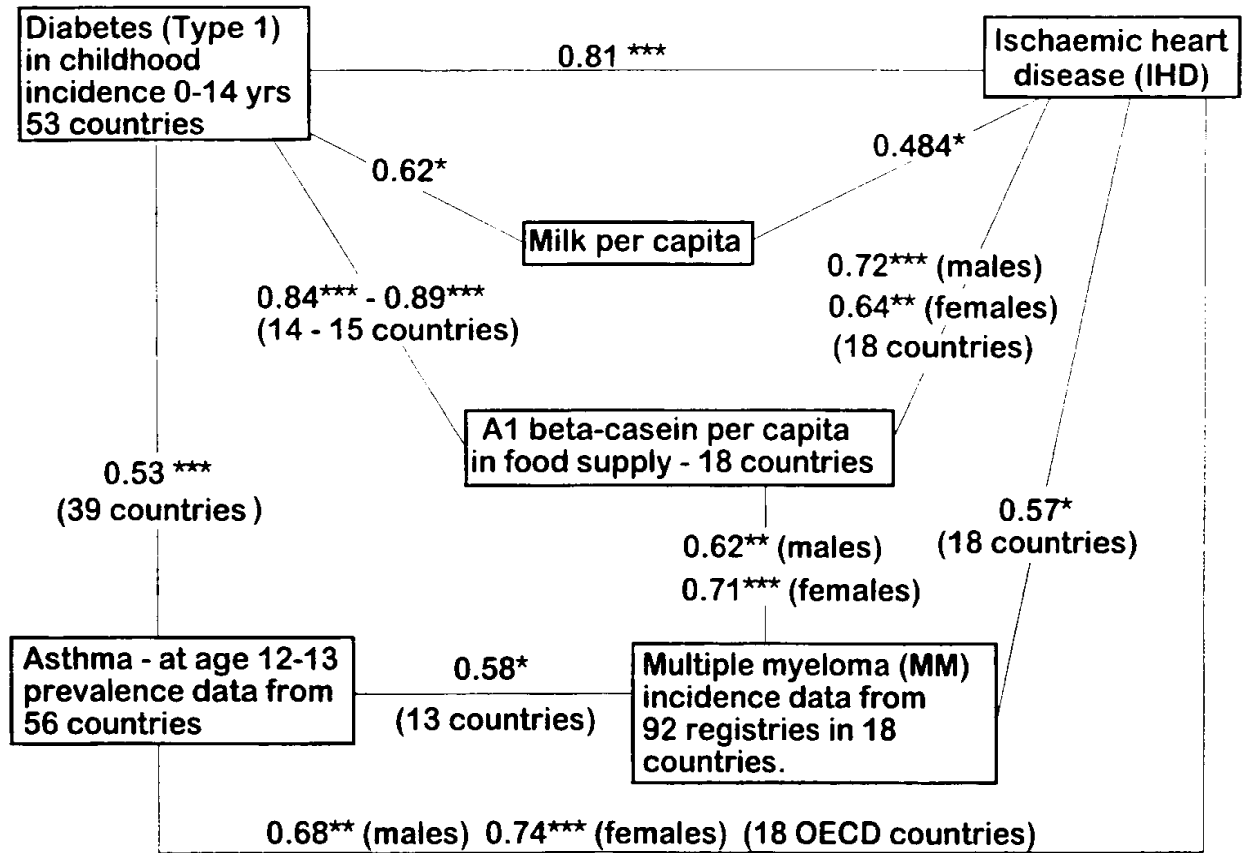 Diabetes (Type 1)
in childhood
incidence 0-14 yrs
53 countries
0.81 ***
Ischaemic heart
disease (IHD)
0.62*
0.484*
Milk per capita
0.84*** - 0.89***
(14 - 15 countries)
0.72*** (males)
0.64** (females)
(18 countries)
A1 beta-casein per capita
in food supply - 18 countries
0.53 ***
(39 countries )
0.62** (males)
0.71*** (females)
0.57*
(18 countries)
Asthma - at age 12-13
prevalence data from
56 countries
0.58*
(13 countries)
Multiple myeloma (MM)
incidence data from
92 registries in 18
countries.
0.68** (males) 0.74*** (females) (18 OECD countries)